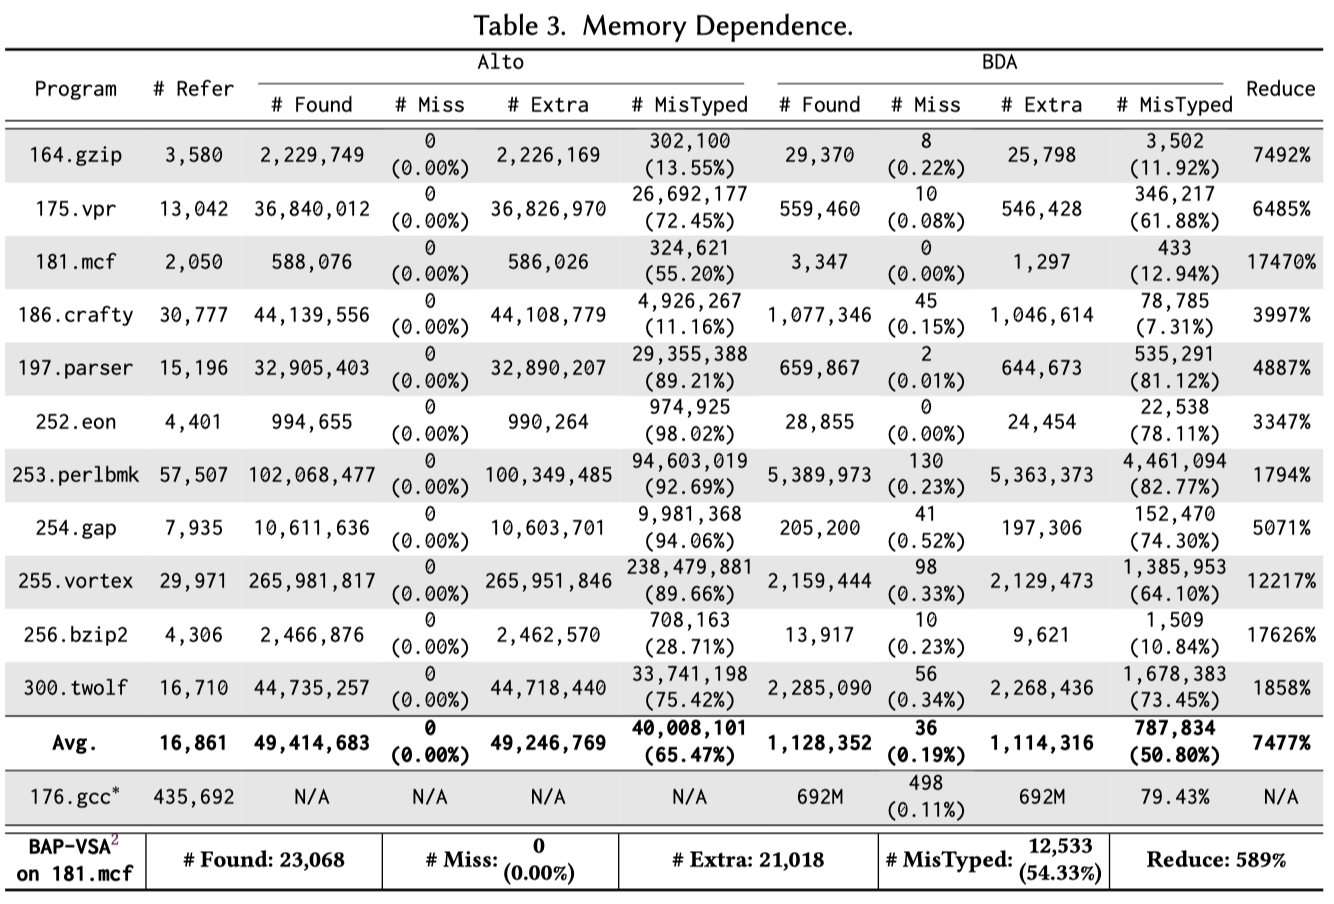 Table 3. Memory Dependence.
Program # Refer Alto BDA Reduce
# Found # Miss # Extra # MisTyped # Found # Miss # Extra # MisTyped
164.gzip 3,580 2,229,749 0 (0.00%) 2,226,169 302,100 (13.55%) 29,370 8 (0.22%) 25,798 3,502 (11.92%) 7492%
175.vpr 13,042 36,840,012 0 (0.00%) 36,826,970 26,692,177 (72.45%) 559,460 10 (0.08%) 546,428 346,217 (61.88%) 6485%
181.mcf 2,050 588,076 0 (0.00%) 586,026 324,621 (55.20%) 3,347 0 (0.00%) 1,297 433 (12.94%) 17470%
186.crafty 30,777 44,139,556 0 (0.00%) 44,108,779 4,926,267 (11.16%) 1,077,346 45 (0.15%) 1,046,614 78,785 (7.31%) 3997%
197.parser 15,196 32,905,403 0 (0.00%) 32,890,207 29,355,388 (89.21%) 659,867 2 (0.01%) 644,673 535,291 (81.12%) 4887%
252.eon 4,401 994,655 0 (0.00%) 990,264 974,925 (98.02%) 28,855 0 (0.00%) 24,454 22,538 (78.11%) 3347%
253.perlbmk 57,507 102,068,477 0 (0.00%) 100,349,485 94,603,019 (92.69%) 5,389,973 130 (0.23%) 5,363,373 4,461,094 (82.77%) 1794%
254.gap 7,935 10,611,636 0 (0.00%) 10,603,701 9,981,368 (94.06%) 205,200 41 (0.52%) 197,306 152,470 (74.30%) 5071%
255.vortex 29,971 265,981,817 0 (0.00%) 265,951,846 238,479,881 (89.66%) 2,159,444 98 (0.33%) 2,129,473 1,385,953 (64.10%) 12217%
256.bzip2 4,306 2,466,876 0 (0.00%) 2,462,570 708,163 (28.71%) 13,917 10 (0.23%) 9,621 1,509 (10.84%) 17626%
300.twolf 16,710 44,735,257 0 (0.00%) 44,718,440 33,741,198 (75.42%) 2,285,090 56 (0.34%) 2,268,436 1,678,383 (73.45%) 1858%
Avg. 16,861 49,414,683 0 (0.00%) 49,246,769 40,008,101 (65.47%) 1,128,352 36 (0.19%) 1,114,316 787,834 (50.80%) 7477%
176.gcc* 435,692 N/A N/A N/A N/A 692M 498 (0.11%) 692M 79.43% N/A
BAP-VSA2 on 181.mcf # Found: 23,068 # Miss: 0 (0.00%) # Extra: 21,018 # MisTyped: 12,533 (54.33%) Reduce: 589%